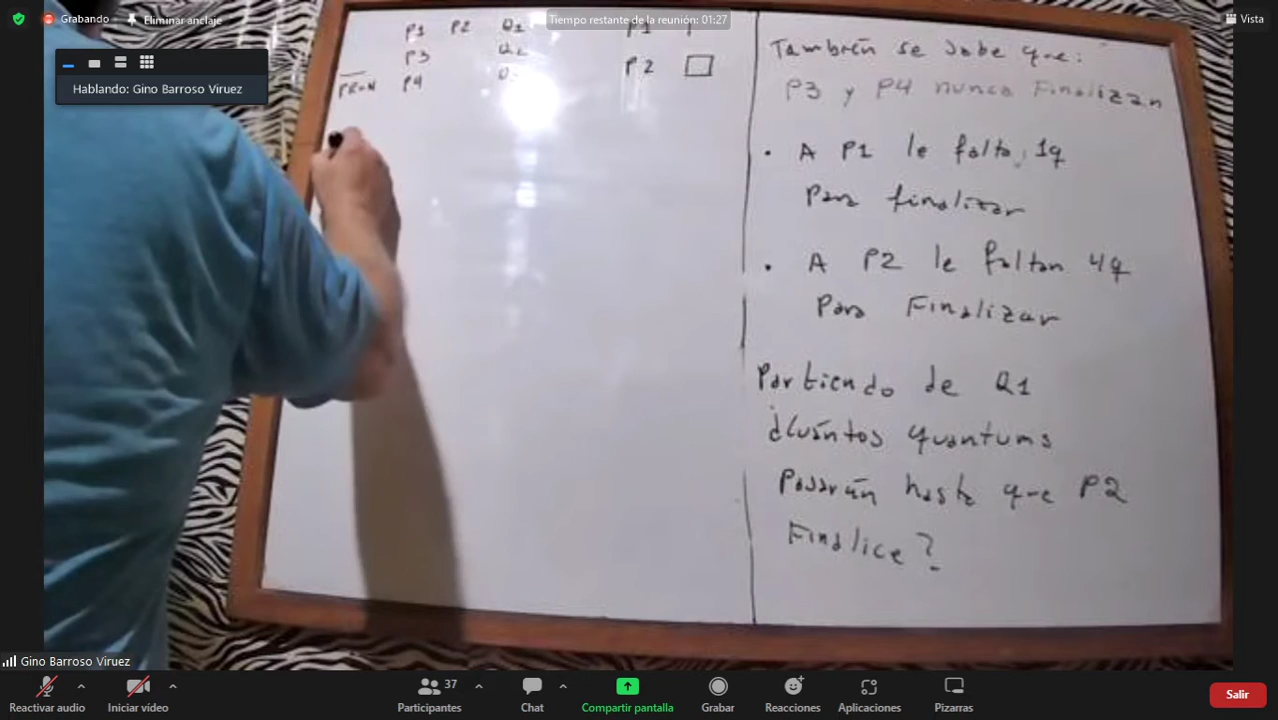 Grabando
Eliminar anclaje
Tiempo restante de la reunión: 01:27
Vista
Hablando: Gino Barroso Viruez
P1 P2 Q1
P3
P4
P1
P2
También se sabe que:
P3 y P4 nunca Finalizan
• A P1 le falta 1q
Para finalizar
• A P2 le faltan 4q
Para Finalizar
Partiendo de Q1
¿Cuántos quantums
Pasarán hasta que P2
Finalice?
Gino Barroso Viruez
Reactivar audio
Iniciar video
37
Participantes
Chat
Compartir pantalla
Grabar
Reacciones
Aplicaciones
Pizarras
Salir